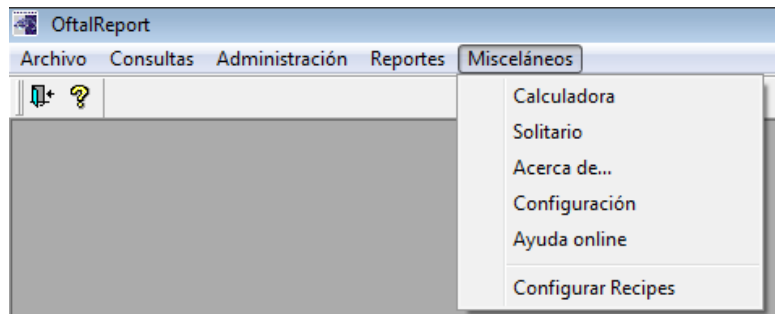 OftalReport
Archivo Consultas Administración Reportes Misceláneos
Calculadora
Solitario
Acerca de...
Configuración
Ayuda online
Configurar Recipes